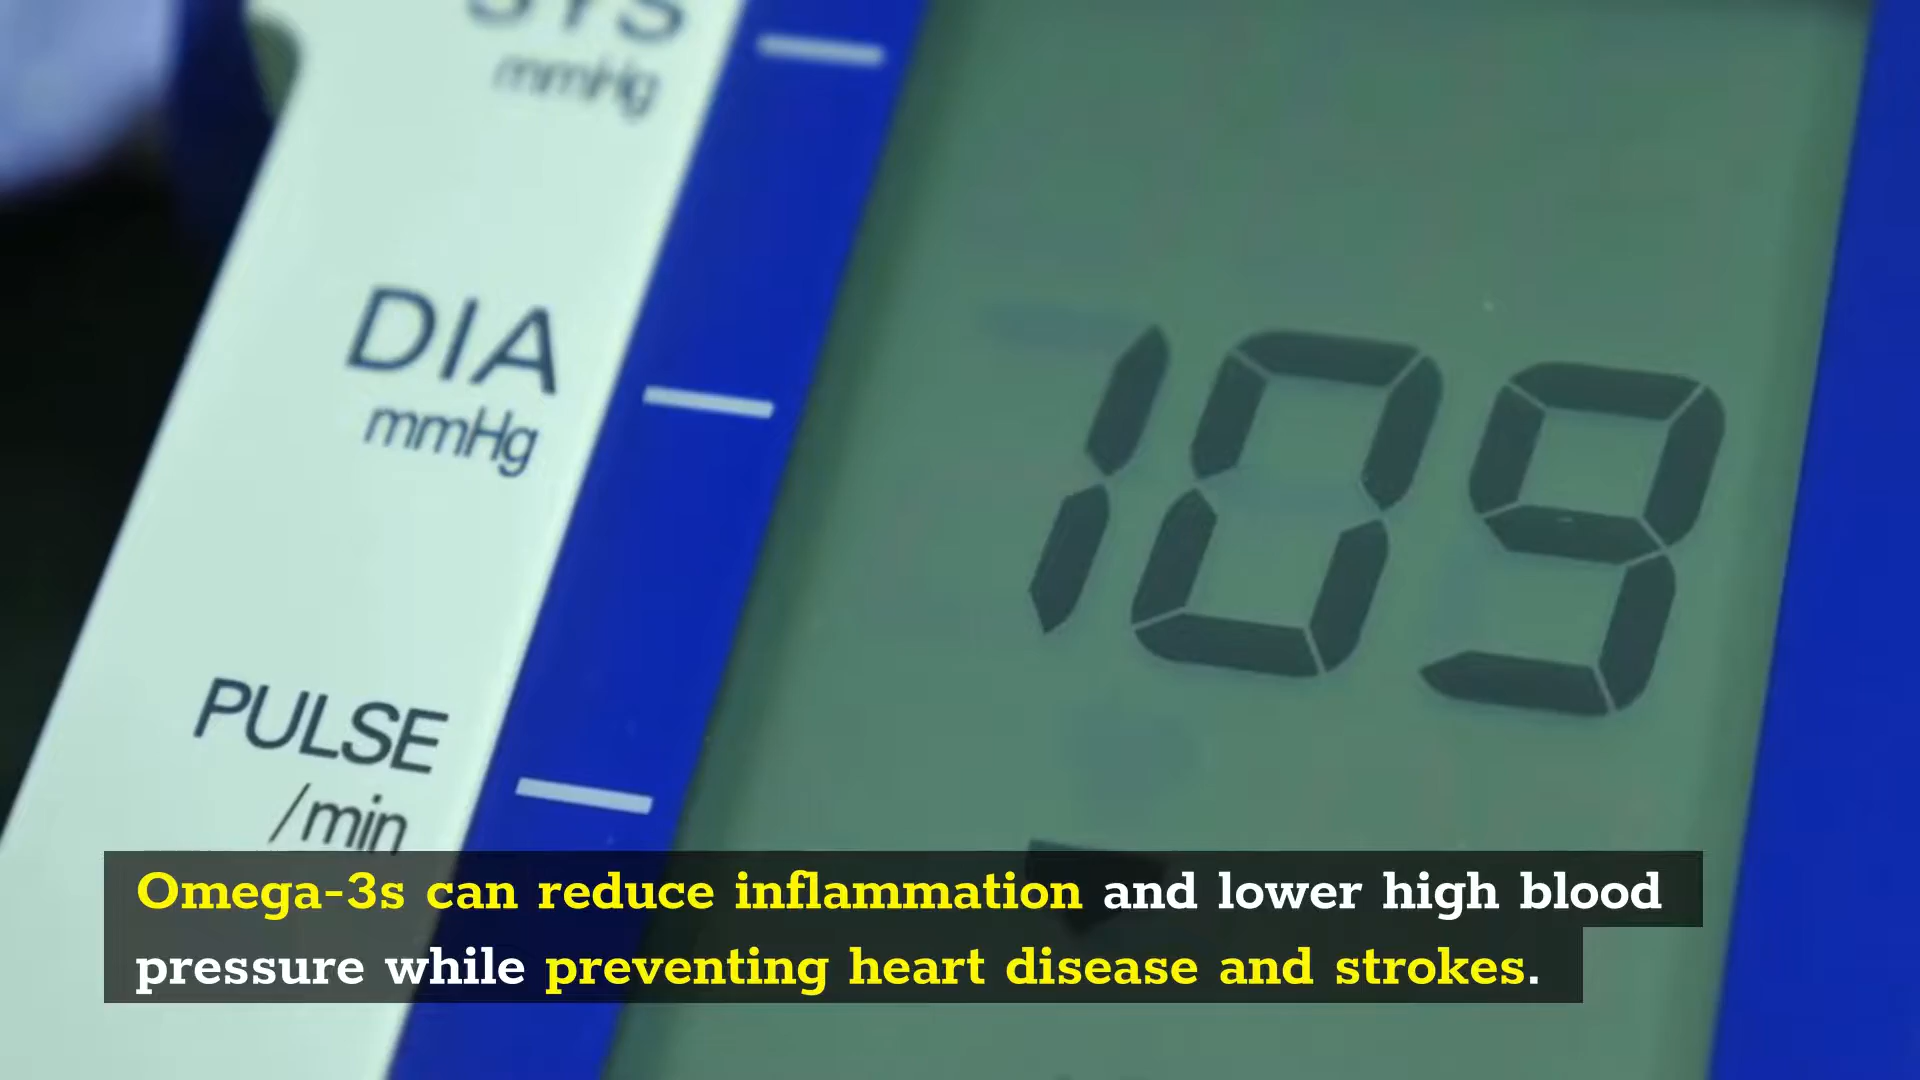 SYS
mmHg
DIA
mmHg
109
PULSE
/min
Omega-3s can reduce inflammation and lower high blood
pressure while preventing heart disease and strokes.